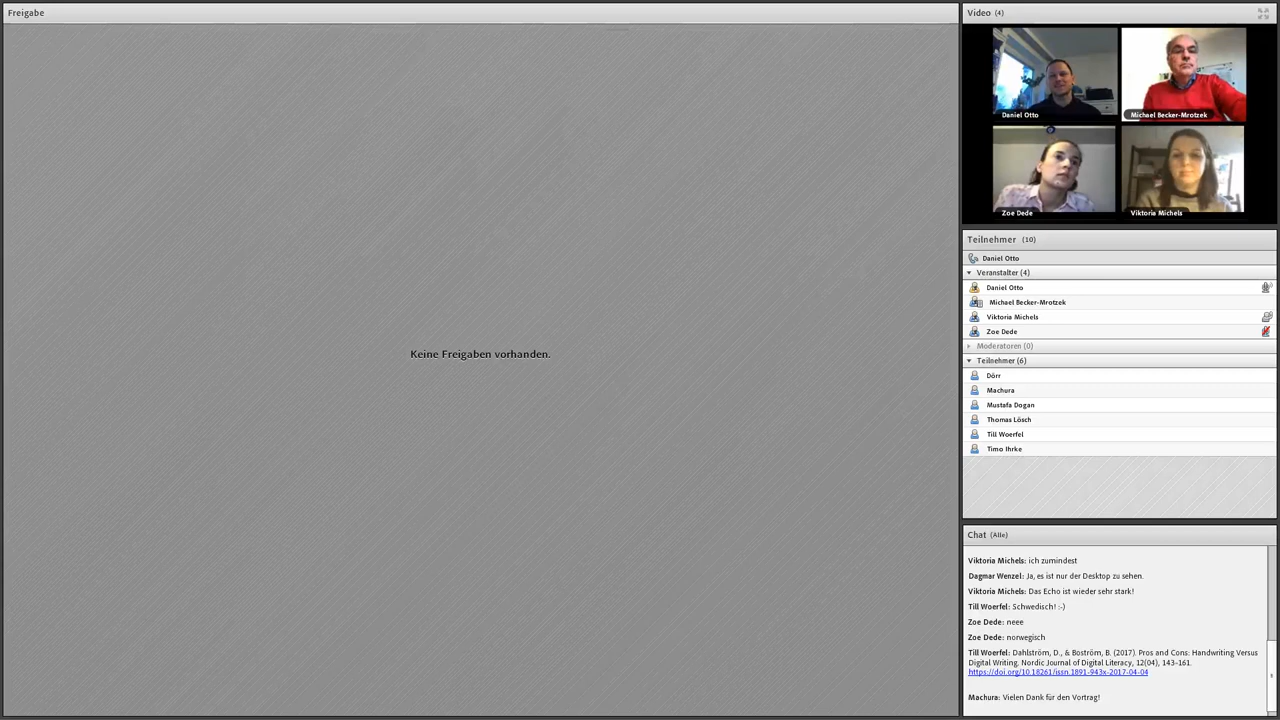 Freigabe
Keine Freigaben vorhanden.
Video (4)
Daniel Otto
Michael Becker-Mrotzek
Zoe Dede
Viktoria Michels
Teilnehmer (10)
Daniel Otto
Veranstalter (4)
Daniel Otto
Michael Becker-Mrotzek
Viktoria Michels
Zoe Dede
Moderatoren (0)
Teilnehmer (6)
Dörr
Machura
Mustafa Dogan
Thomas Lösch
Till Woerfel
Timo Ihrke
Chat (Alle)
Viktoria Michels: ich zumindest
Dagmar Wenzel: Ja, es ist nur der Desktop zu sehen.
Viktoria Michels: Das Echo ist wieder sehr stark!
Till Woerfel: Schwedisch! :-)
Zoe Dede: neee
Zoe Dede: norwegisch
Till Woerfel: Dahlström, D., & Boström, B. (2017). Pros and Cons: Handwriting Versus
Digital Writing. Nordic Journal of Digital Literacy, 12(04), 143–161.
https://doi.org/10.18261/issn.1891-943x-2017-04-04
Machura: Vielen Dank für den Vortrag!